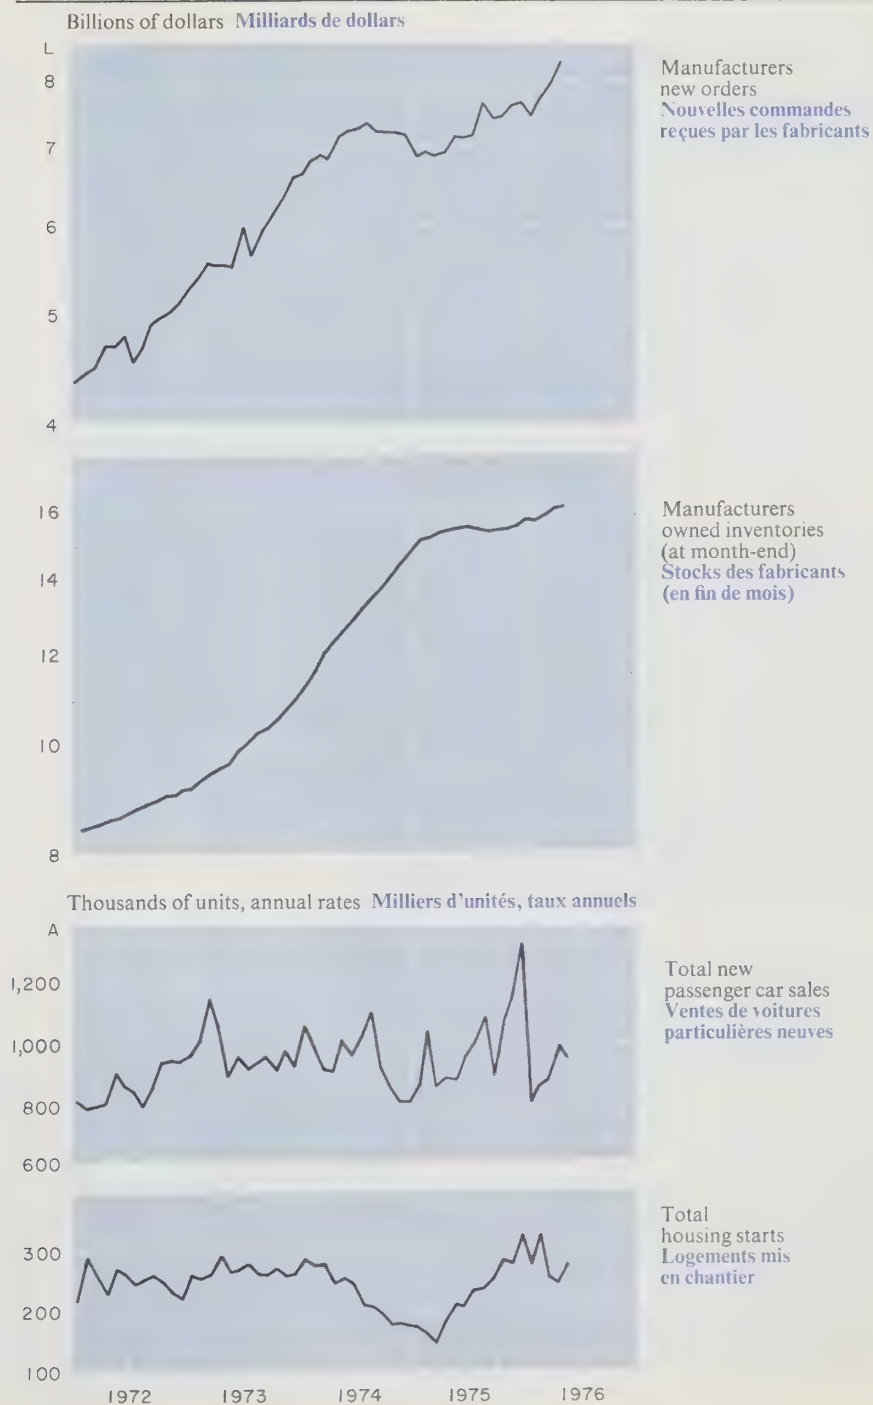 Billions of dollars Milliards de dollars
L
8
7
6
5
4
Manufacturers
new orders
Nouvelles commandes
reçues par les fabricants
16
14
12
10
8
Manufacturers
owned inventories
(at month-end)
Stocks des fabricants
(en fin de mois)
Thousands of units, annual rates Milliers d'unités, taux annuels
A
1,200
1,000
800
600
Total new
passenger car sales
Ventes de voitures
particulières neuves
300
200
100
Total
housing starts
Logements mis
en chantier
1972 1973 1974 1975 1976